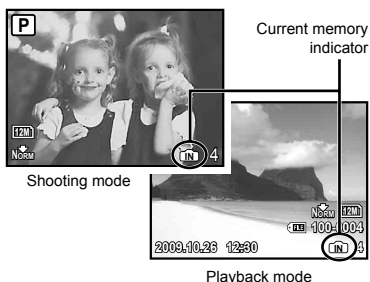 Current memory
indicator
P
12M
NORM
IN 4
Shooting mode
NORM 12M
FILE 100-0004
2009.10.26 12:30 IN 4
Playback mode